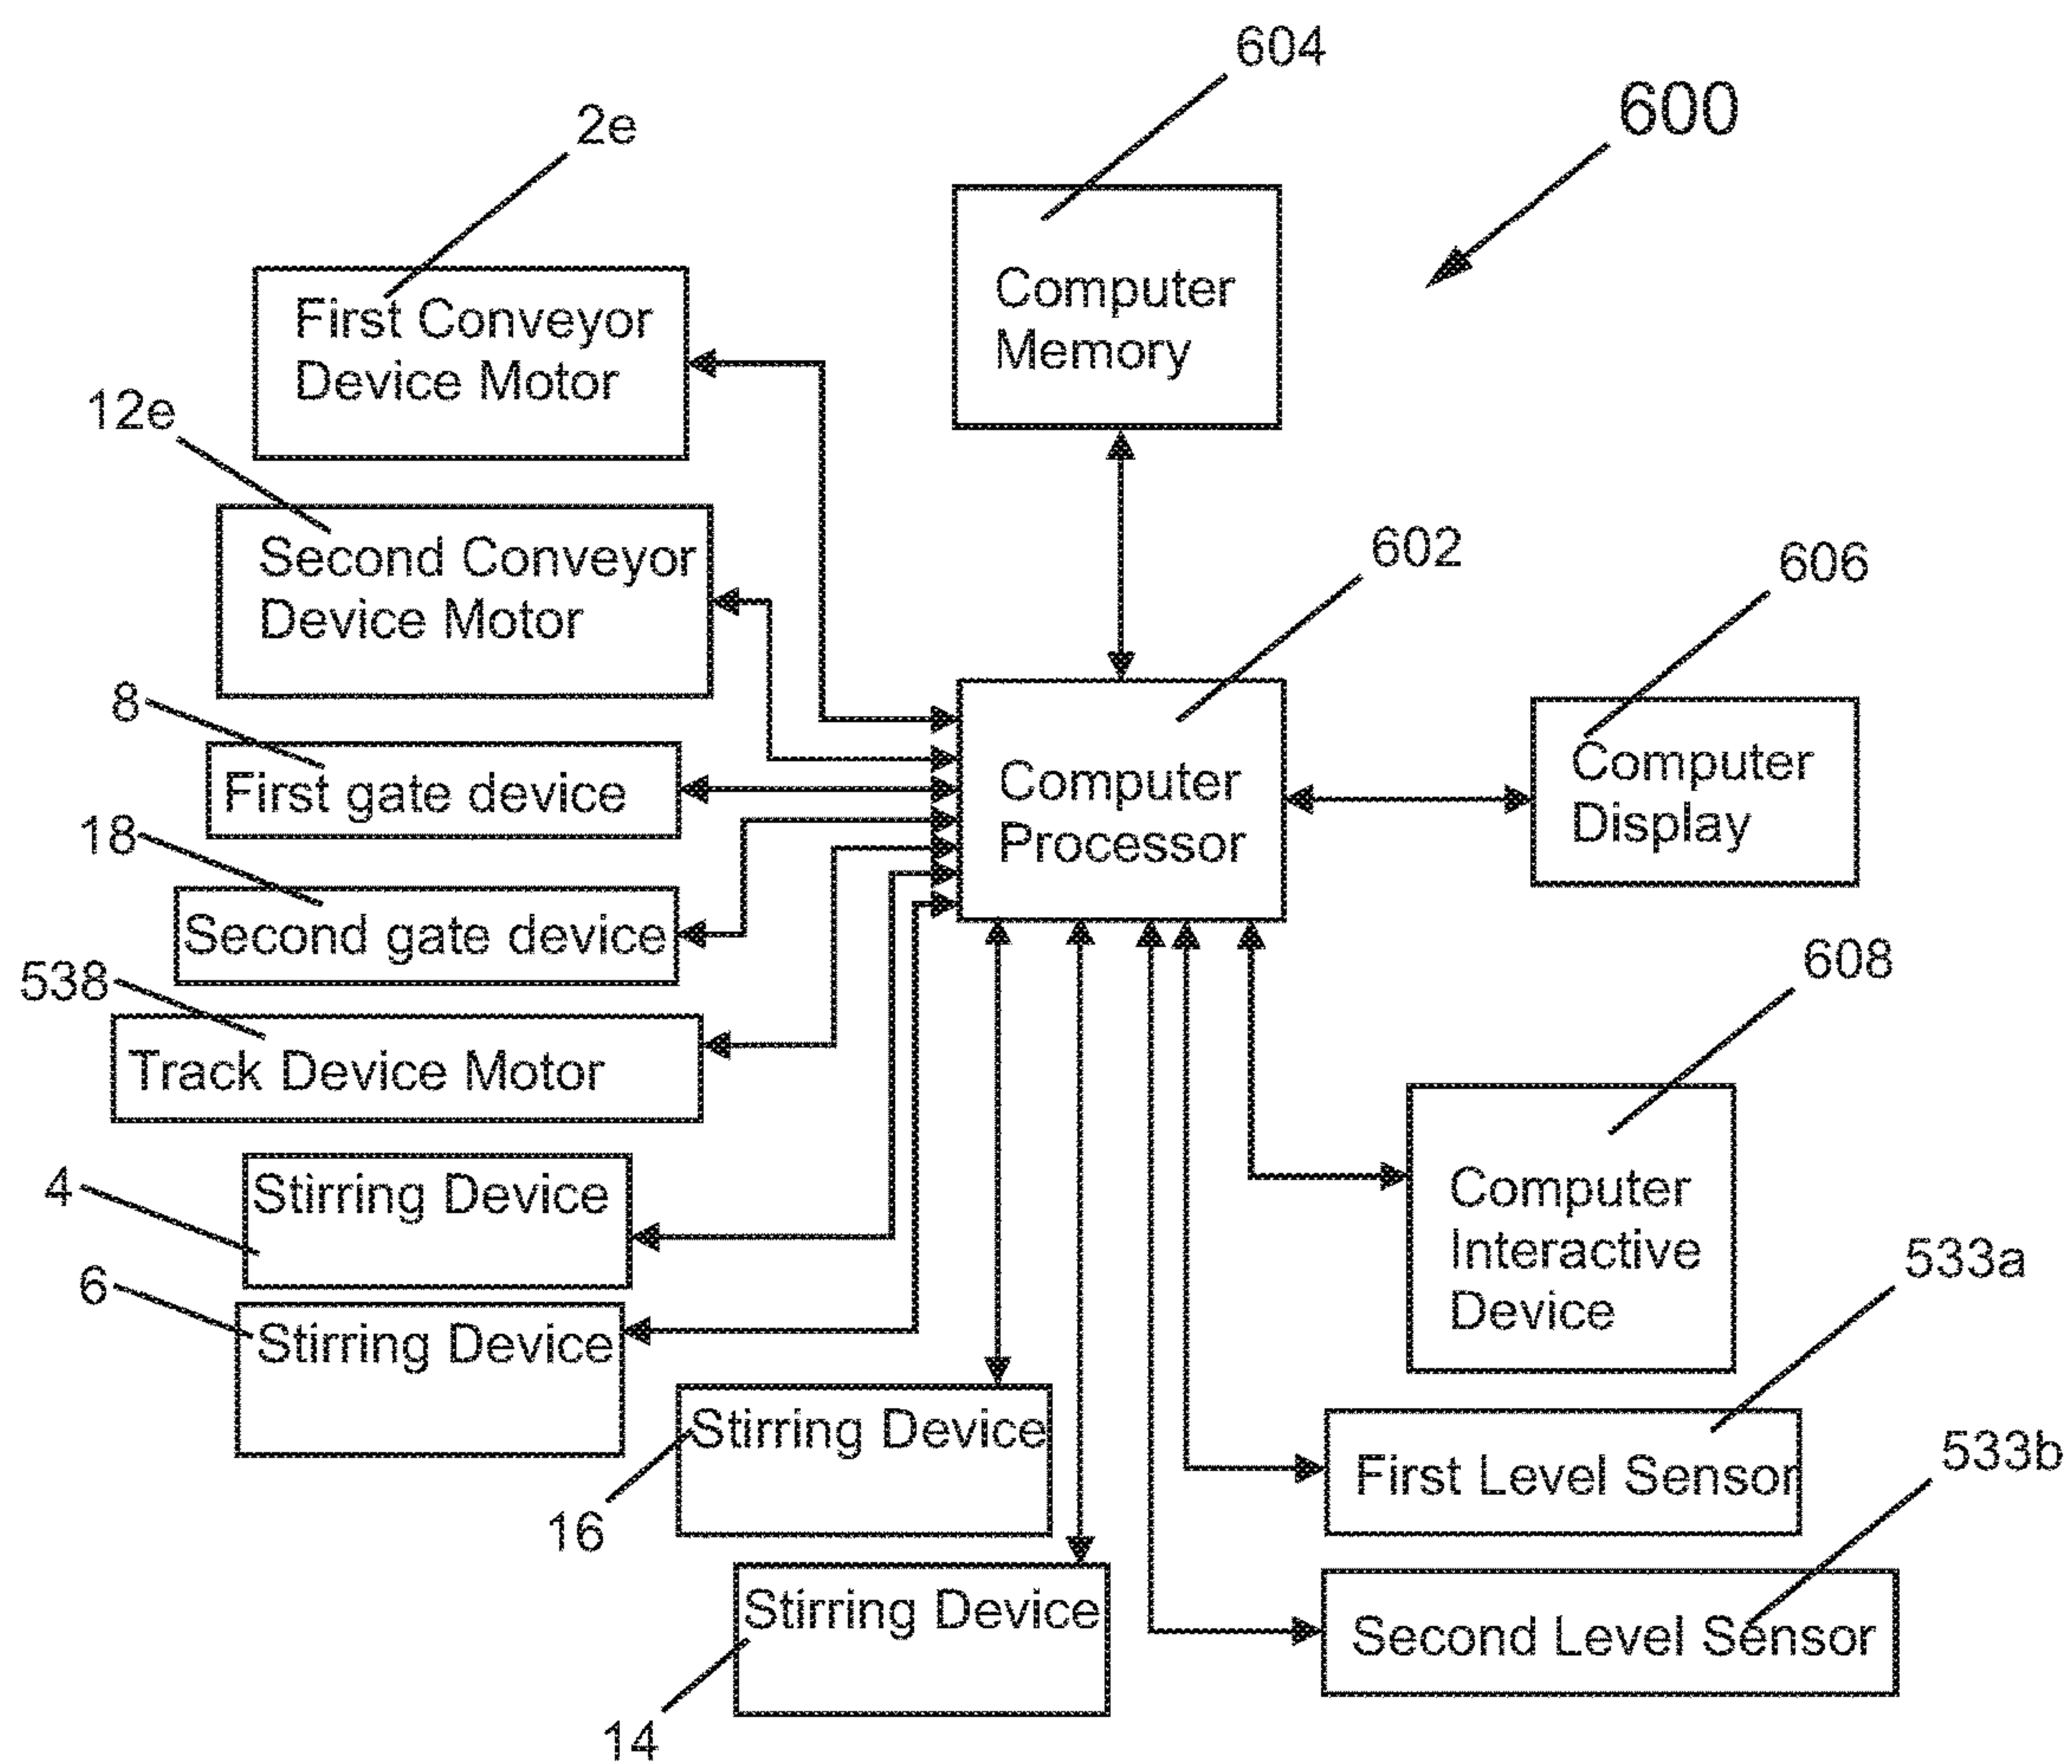 604
600
2e
Computer
Memory
First Conveyor
Device Motor
12e
Second Conveyor
Device Motor
602
606
8
First gate device
Computer
Processor
Computer
Display
18
Second gate device
538
Track Device Motor
608
4
Stirring Device
Computer
Interactive
Device
6
Stirring Device
533a
16
Stirring Device
First Level Sensor
533b
14
Stirring Device
Second Level Sensor